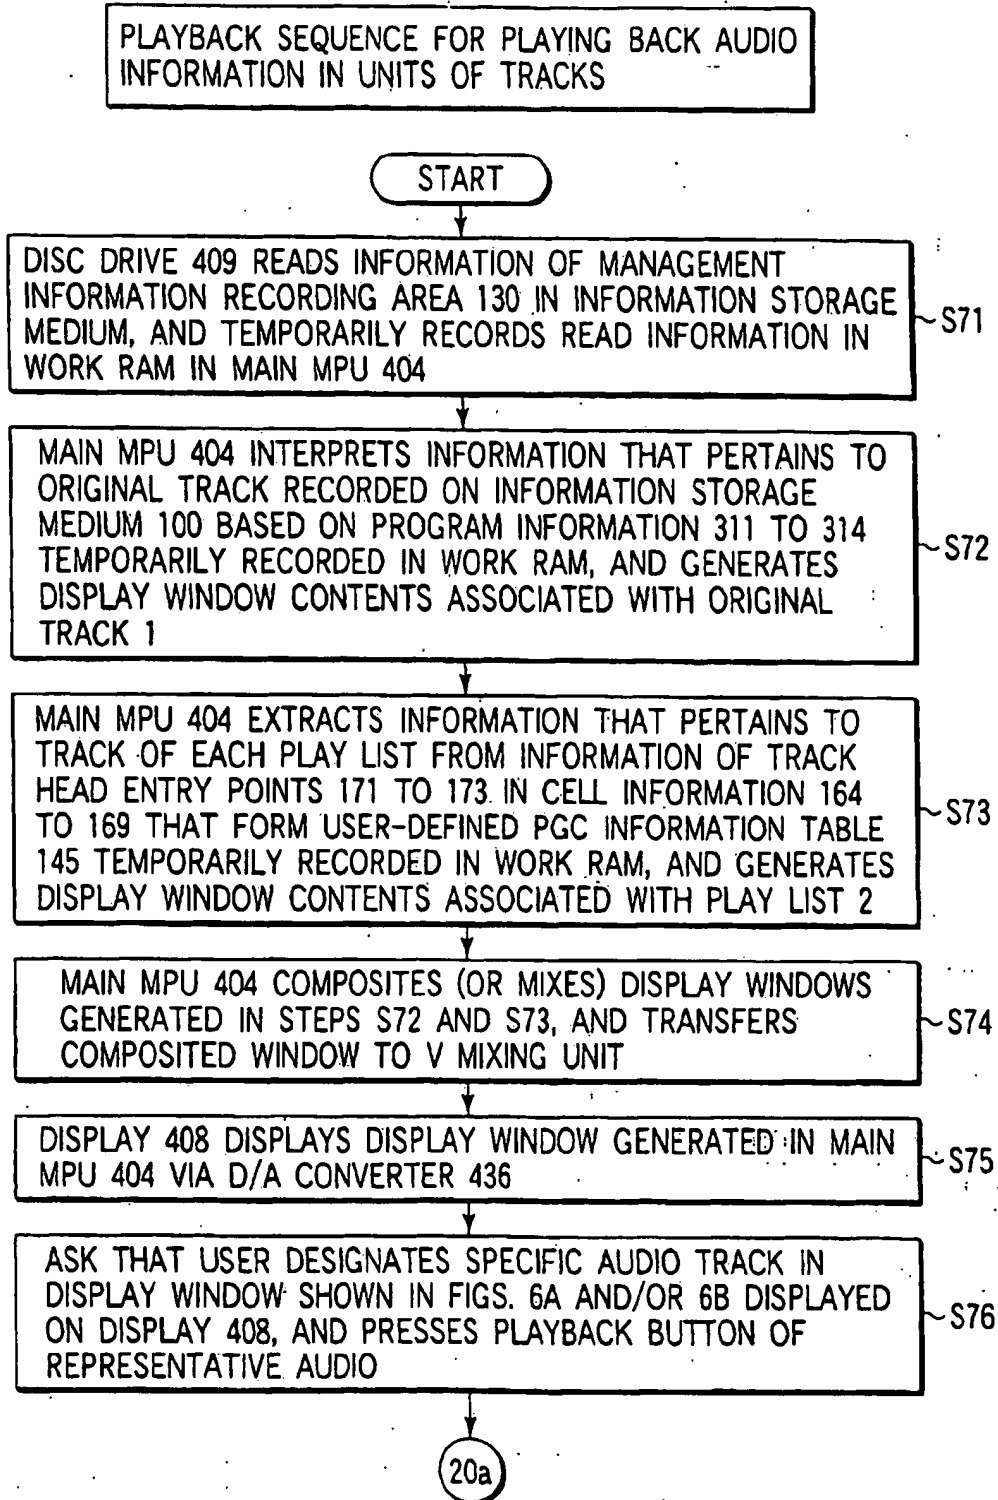 PLAYBACK SEQUENCE FOR PLAYING BACK AUDIO
INFORMATION IN UNITS OF TRACKS
START
DISC DRIVE 409 READS INFORMATION OF MANAGEMENT
INFORMATION RECORDING AREA 130 IN INFORMATION STORAGE
MEDIUM, AND TEMPORARILY RECORDS READ INFORMATION IN
WORK RAM IN MAIN MPU 404
S71
MAIN MPU 404 INTERPRETS INFORMATION THAT PERTAINS TO
ORIGINAL TRACK RECORDED ON INFORMATION STORAGE
MEDIUM 100 BASED ON PROGRAM INFORMATION 311 TO 314
TEMPORARILY RECORDED IN WORK RAM, AND GENERATES
DISPLAY WINDOW CONTENTS ASSOCIATED WITH ORIGINAL
TRACK 1
S72
MAIN MPU 404 EXTRACTS INFORMATION THAT PERTAINS TO
TRACK OF EACH PLAY LIST FROM INFORMATION OF TRACK
HEAD ENTRY POINTS 171 TO 173 IN CELL INFORMATION 164
TO 169 THAT FORM USER-DEFINED PGC INFORMATION TABLE
145 TEMPORARILY RECORDED IN WORK RAM, AND GENERATES
DISPLAY WINDOW CONTENTS ASSOCIATED WITH PLAY LIST 2
S73
MAIN MPU 404 COMPOSITES (OR MIXES) DISPLAY WINDOWS
GENERATED IN STEPS S72 AND S73, AND TRANSFERS
COMPOSITED WINDOW TO V MIXING UNIT
S74
DISPLAY 408 DISPLAYS DISPLAY WINDOW GENERATED IN MAIN
MPU 404 VIA D/A CONVERTER 436
S75
ASK THAT USER DESIGNATES SPECIFIC AUDIO TRACK IN
DISPLAY WINDOW SHOWN IN FIGS. 6A AND/OR 6B DISPLAYED
ON DISPLAY 408, AND PRESSES PLAYBACK BUTTON OF
REPRESENTATIVE AUDIO
S76
20a